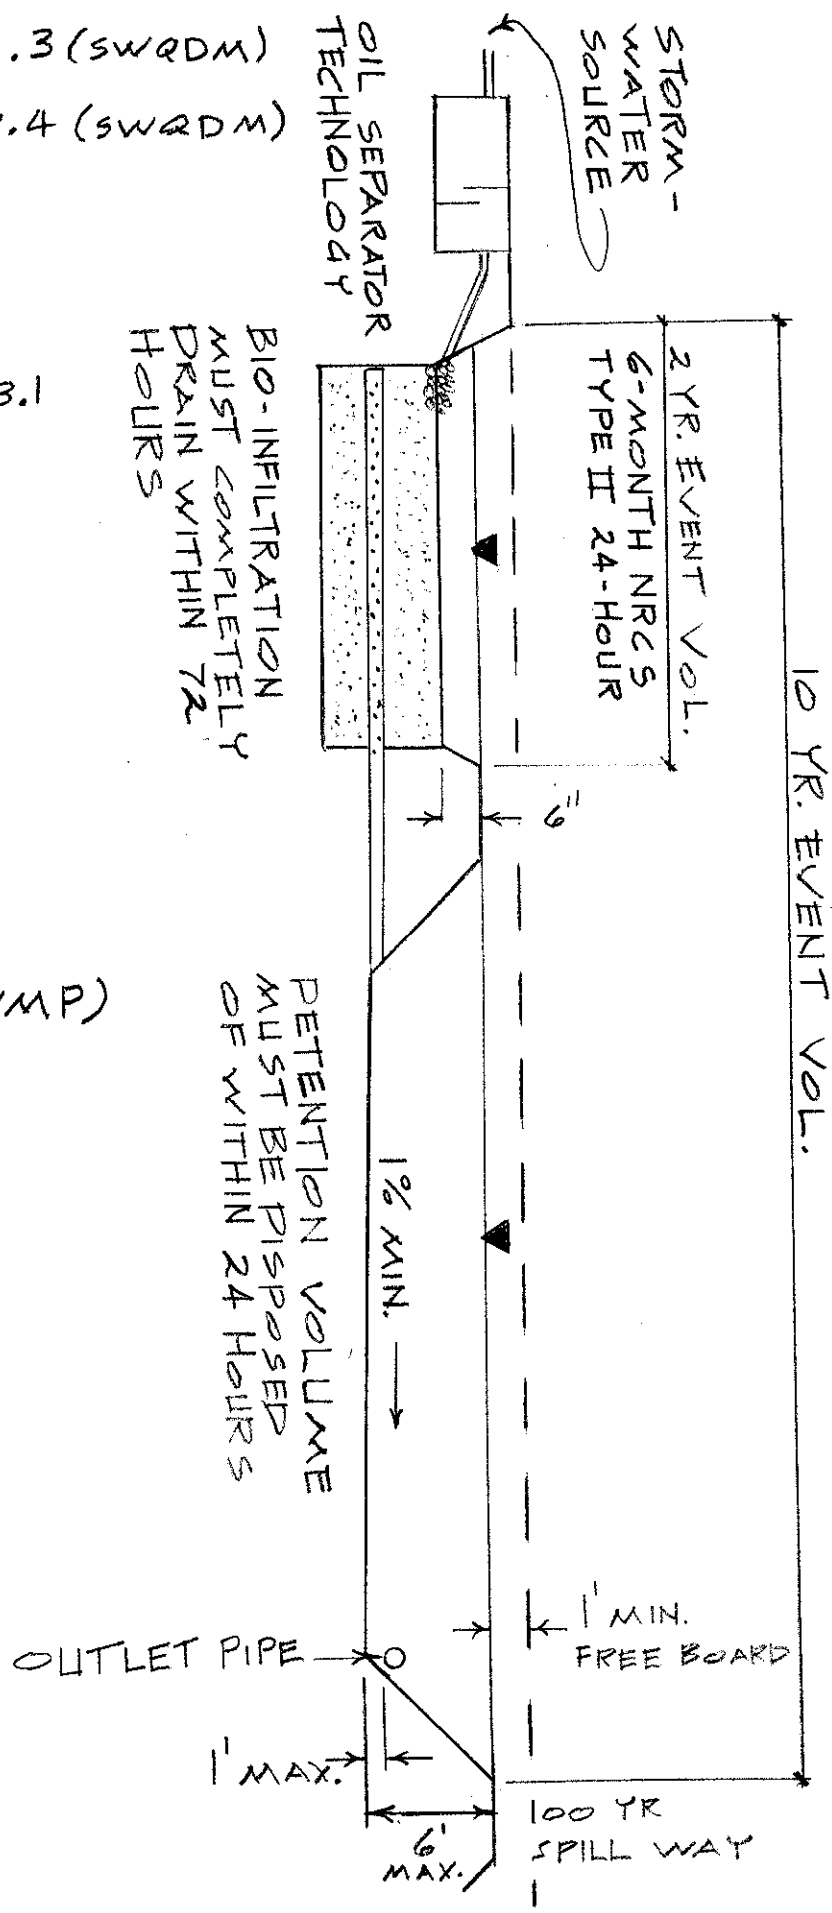 .3 (SWQDM)
.4 (SWQDM)
3.1
MP)
STORM-
WATER
SOURCE
OIL SEPARATOR
TECHNOLOGY
10 YR. EVENT VOL.
2 YR. EVENT VOL.
6-MONTH NRCS
TYPE II 24-HOUR
BIO-INFILTRATION
MUST COMPLETELY
DRAIN WITHIN 72
HOURS
6"
DETENTION VOLUME
MUST BE DISPOSED
OF WITHIN 24 HOURS
1% MIN.
1' MIN.
FREE BOARD
OUTLET PIPE
1' MAX.
6'
MAX.
100 YR
SPILL WAY